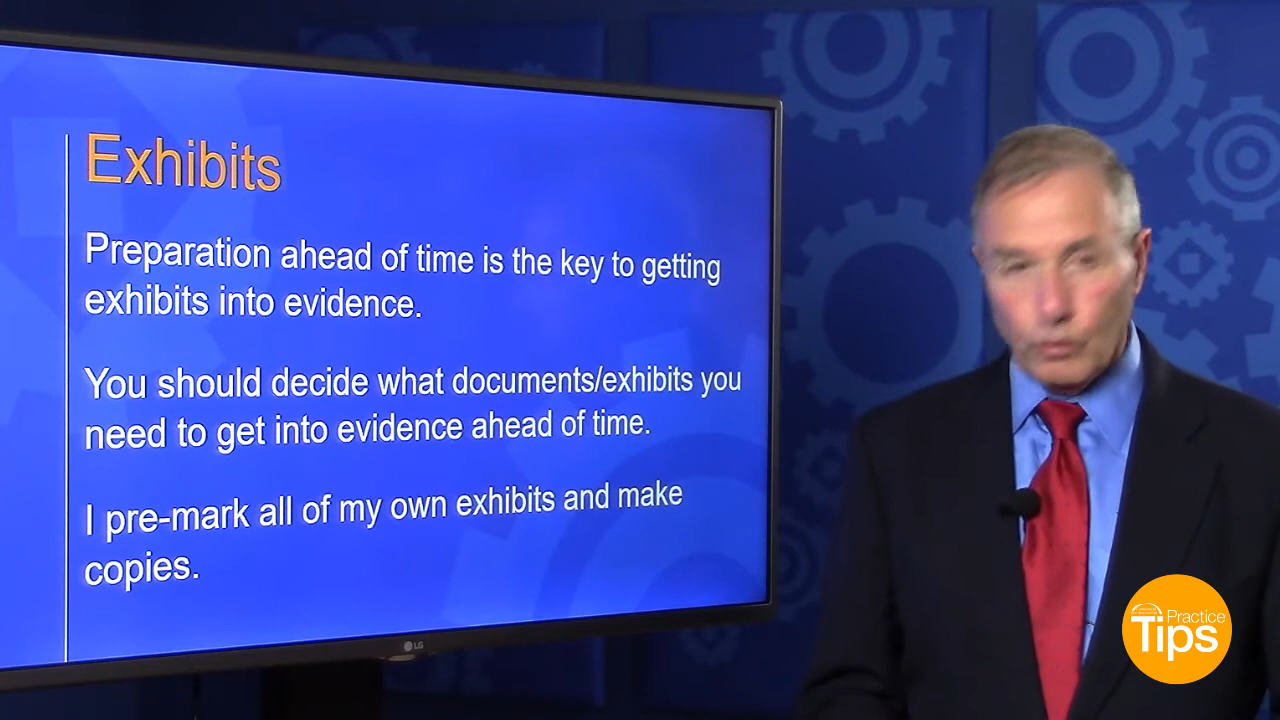 Exhibits
Preparation ahead of time is the key to getting
exhibits into evidence.
You should decide what documents/exhibits you
need to get into evidence ahead of time.
I pre-mark all of my own exhibits and make
copies.
LG
Practice
Tips